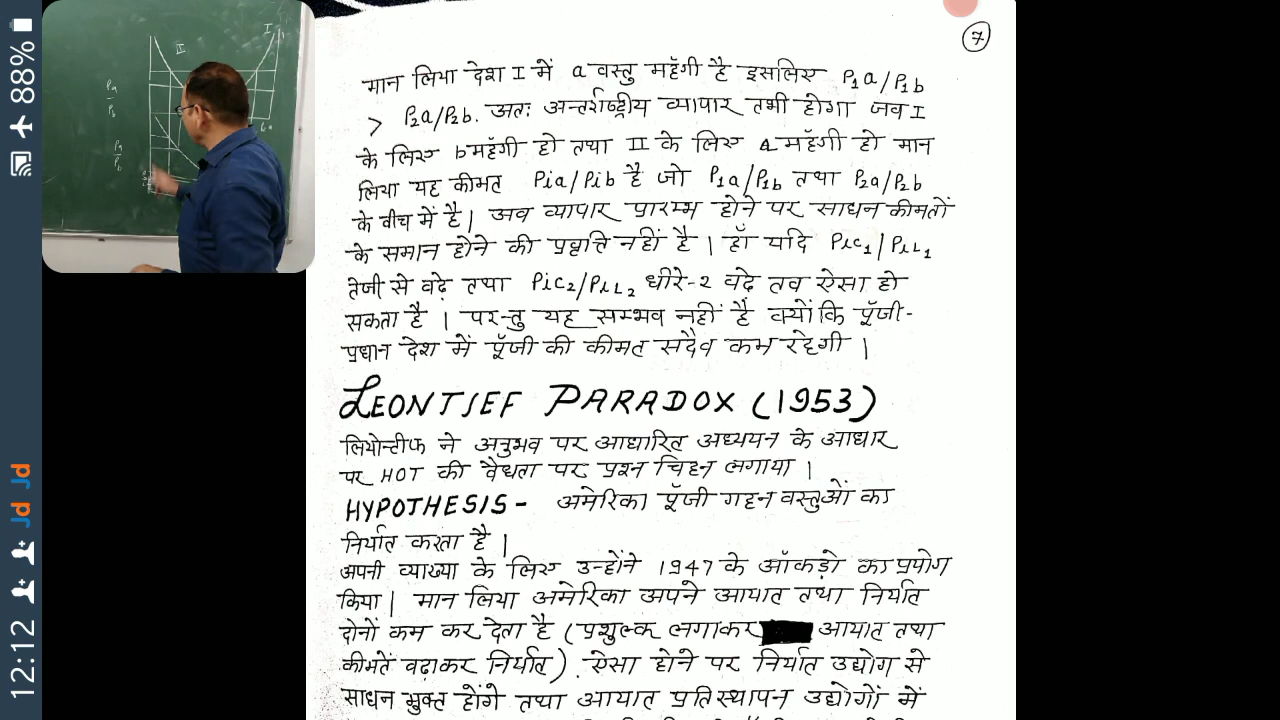 7
मान लिया देश I में a वस्तु महँगी है इसलिए P₁a/P₁b
> P₂a/P₂b. अतः अन्तर्राष्ट्रीय व्यापार तभी होगा जब I
के लिए b महँगी हो तथा II के लिए a महँगी हो मान
लिया यह कीमत Pia/Pib है जो P₁a/P₁b तथा P₂a/P₂b
के बीच में है। अब व्यापार प्रारम्भ होने पर साधन कीमतों
के समान होने की प्रवृत्ति नहीं है। हाँ यदि Pic₁/PiL₁
तेजी से बढ़े तथा Pic₂/PiL₂ धीरे-२ बढे तब ऐसा हो
सकता है। परन्तु यह सम्भव नहीं है क्योंकि पूँजी-
प्रधान देश में पूँजी की कीमत सदैव कम रहेगी।
LEONTIEF PARADOX (1953)
लियोन्टीफ ने अनुभव पर आधारित अध्ययन के आधार
पर HOT की वैधता पर प्रश्न चिहन लगाया।
HYPOTHESIS - अमेरिका पूँजी गहन वस्तुओं का
निर्यात करता है।
अपनी व्याख्या के लिए उन्होंने 1947 के आँकड़ो का प्रयोग
किया। मान लिया अमेरिका अपने आयात तथा निर्यात
दोनों कम कर देता है (प्रशुल्क लगाकर आयात तथा
कीमतें बढ़ाकर निर्यात). ऐसा होने पर निर्यात उद्योग से
साधन मुक्त होंगे तथा आयात प्रतिस्थापन उद्योगों में
88%
Jd Jd
12:12
II
I